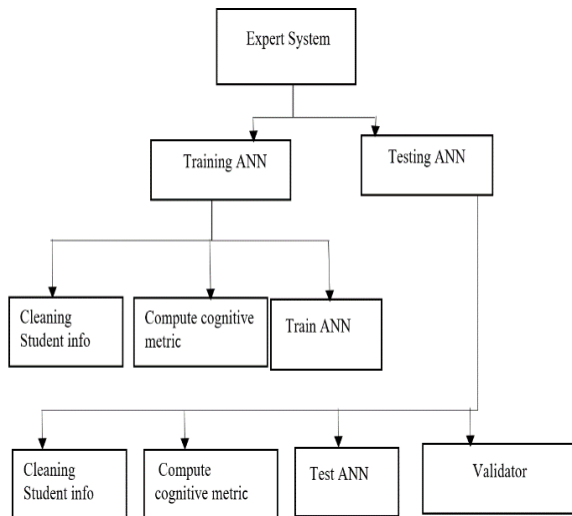 Expert System
Training ANN
Testing ANN
Cleaning
Student info
Compute cognitive
metric
Train ANN
Cleaning
Student info
Compute
cognitive metric
Test ANN
Validator